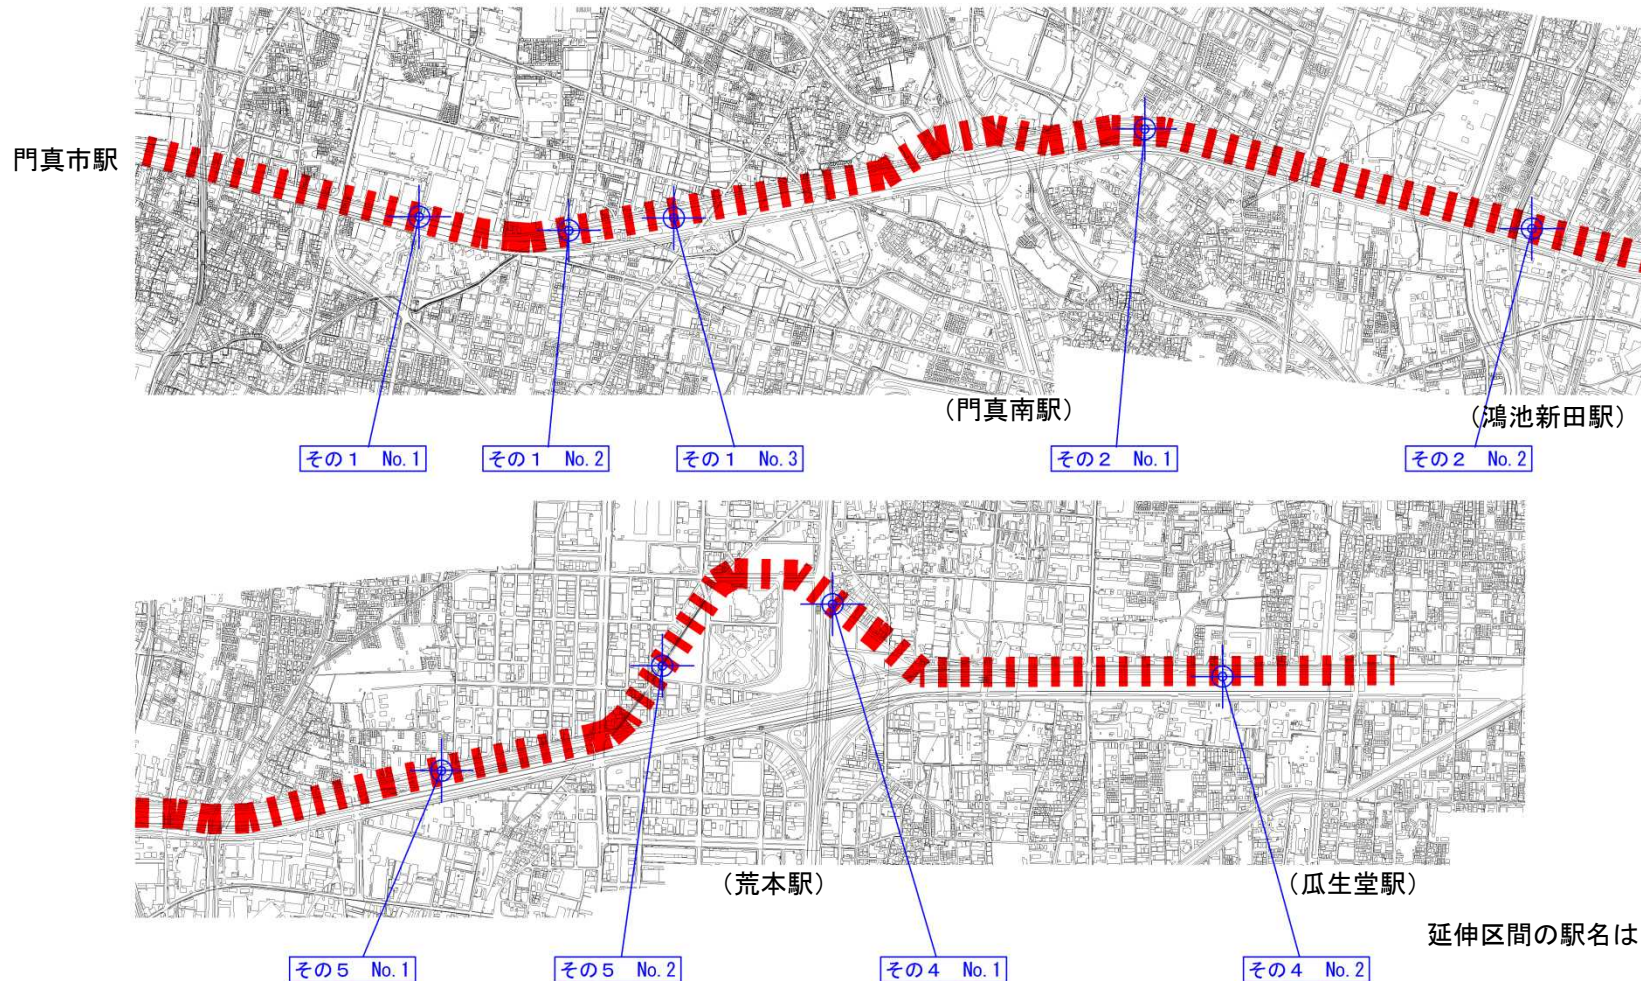 門真市駅
（門真南駅）
（鴻池新田駅）
その１　No.1
その１　No.2
その１　No.3
その２　No.1
その２　No.2
（荒本駅）
（瓜生堂駅）
延伸区間の駅名は
その５　No.1
その５　No.2
その４　No.1
その４　No.2